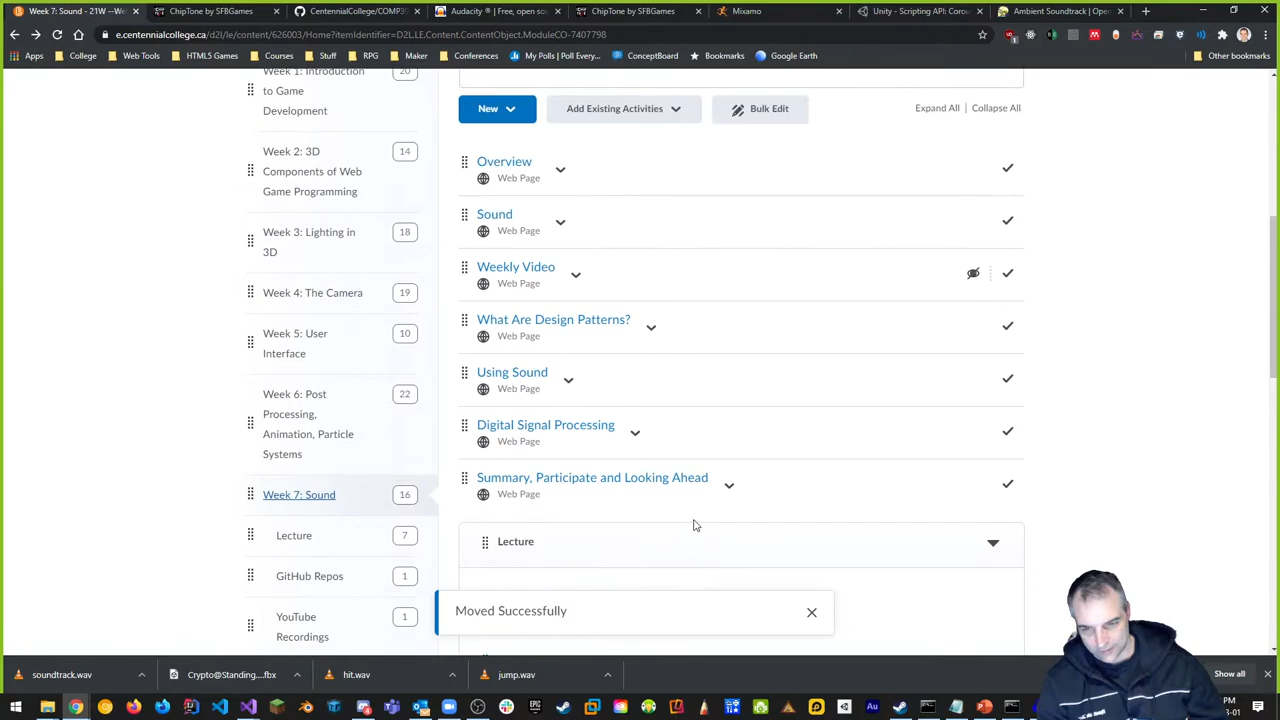 Week 7: Sound - 21W --We
ChipTone by SFBGames
CentennialCollege/COMP39
Audacity ® | Free, open so
ChipTone by SFBGames
Mixamo
Unity - Scripting API: Corou
Ambient Soundtrack | Open
e.centennialcollege.ca/d2l/le/content/626003/Home?itemIdentifier=D2L.LE.Content.ContentObject.ModuleCO-7407798
Apps
College
Web Tools
HTML5 Games
Courses
Stuff
RPG
Maker
Conferences
My Polls | Poll Every...
ConceptBoard
Bookmarks
Google Earth
Other bookmarks
Week 1: Introduction
to Game
Development
20
Week 2: 3D
Components of Web
Game Programming
14
Week 3: Lighting in
3D
18
Week 4: The Camera
19
Week 5: User
Interface
10
Week 6: Post
Processing,
Animation, Particle
Systems
22
Week 7: Sound
16
Lecture
7
GitHub Repos
1
YouTube
Recordings
1
New
Add Existing Activities
Bulk Edit
Expand All | Collapse All
Overview
Web Page
Sound
Web Page
Weekly Video
Web Page
What Are Design Patterns?
Web Page
Using Sound
Web Page
Digital Signal Processing
Web Page
Summary, Participate and Looking Ahead
Web Page
Lecture
Moved Successfully
soundtrack.wav
Crypto@Standing....fbx
hit.wav
jump.wav
Show all
PM